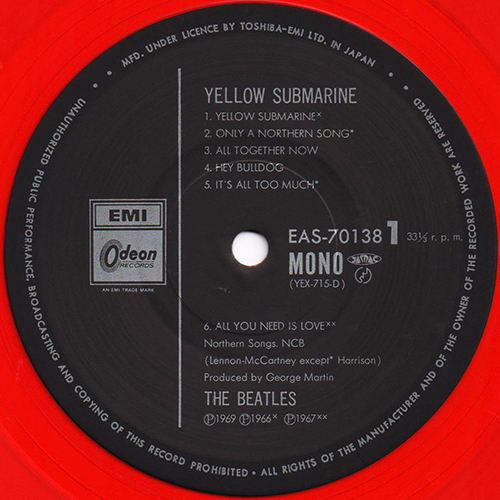 MFD. UNDER LICENCE BY TOSHIBA-EMI LTD. IN JAPAN
UNAUTHORIZED PUBLIC PERFORMANCE, BROADCASTING AND COPYING OF THIS RECORD PROHIBITED • ALL RIGHTS OF THE MANUFACTURER AND OF THE OWNER OF THE RECORDED WORK ARE RESERVED
YELLOW SUBMARINE
1. YELLOW SUBMARINE×
2. ONLY A NORTHERN SONG*
3. ALL TOGETHER NOW
4. HEY BULLDOG
5. IT'S ALL TOO MUCH*
EMI
Odeon
RECORDS
AN EMI TRADE MARK
EAS-70138 1 33⅓ r. p. m.
MONO
(YEX-715-D)
6. ALL YOU NEED IS LOVE××
Northern Songs. NCB
(Lennon-McCartney except* Harrison)
Produced by George Martin
THE BEATLES
Ⓟ1969 Ⓟ1966× Ⓟ1967××